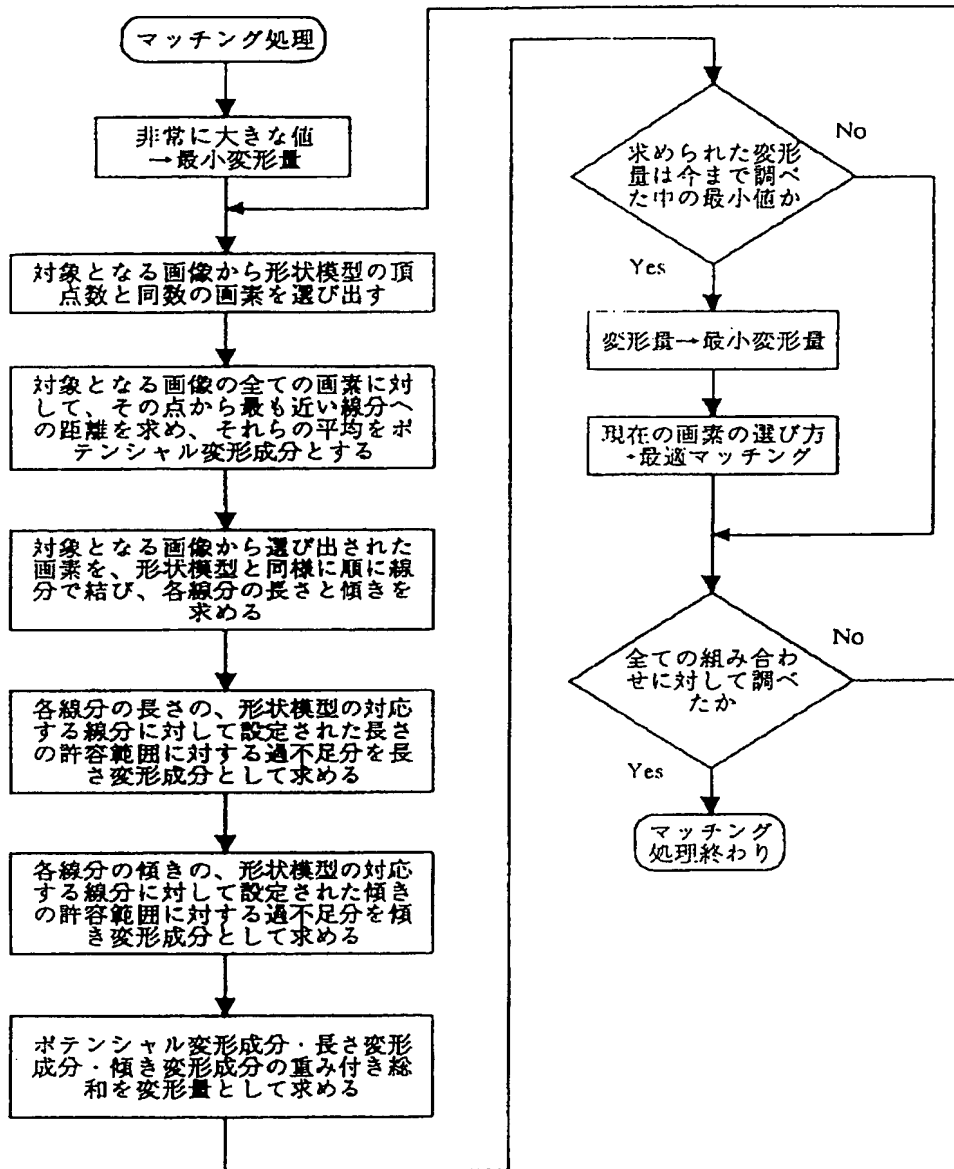 マッチング処理
非常に大きな値
→最小変形量
対象となる画像から形状模型の頂
点数と同数の画素を選び出す
対象となる画像の全ての画素に対
して、その点から最も近い線分へ
の距離を求め、それらの平均をポ
テンシャル変形成分とする
対象となる画像から選び出された
画素を、形状模型と同様に順に線
分で結び、各線分の長さと傾きを
求める
各線分の長さの、形状模型の対応
する線分に対して設定された長さ
の許容範囲に対する過不足分を長
さ変形成分として求める
各線分の傾きの、形状模型の対応
する線分に対して設定された傾き
の許容範囲に対する過不足分を傾
き変形成分として求める
ポテンシャル変形成分・長さ変形
成分・傾き変形成分の重み付き総
和を変形量として求める
求められた変形
量は今まで調べ
た中の最小値か
No
Yes
変形量→最小変形量
現在の画素の選び方
→最適マッチング
全ての組み合わ
せに対して調べ
たか
No
Yes
マッチング
処理終わり